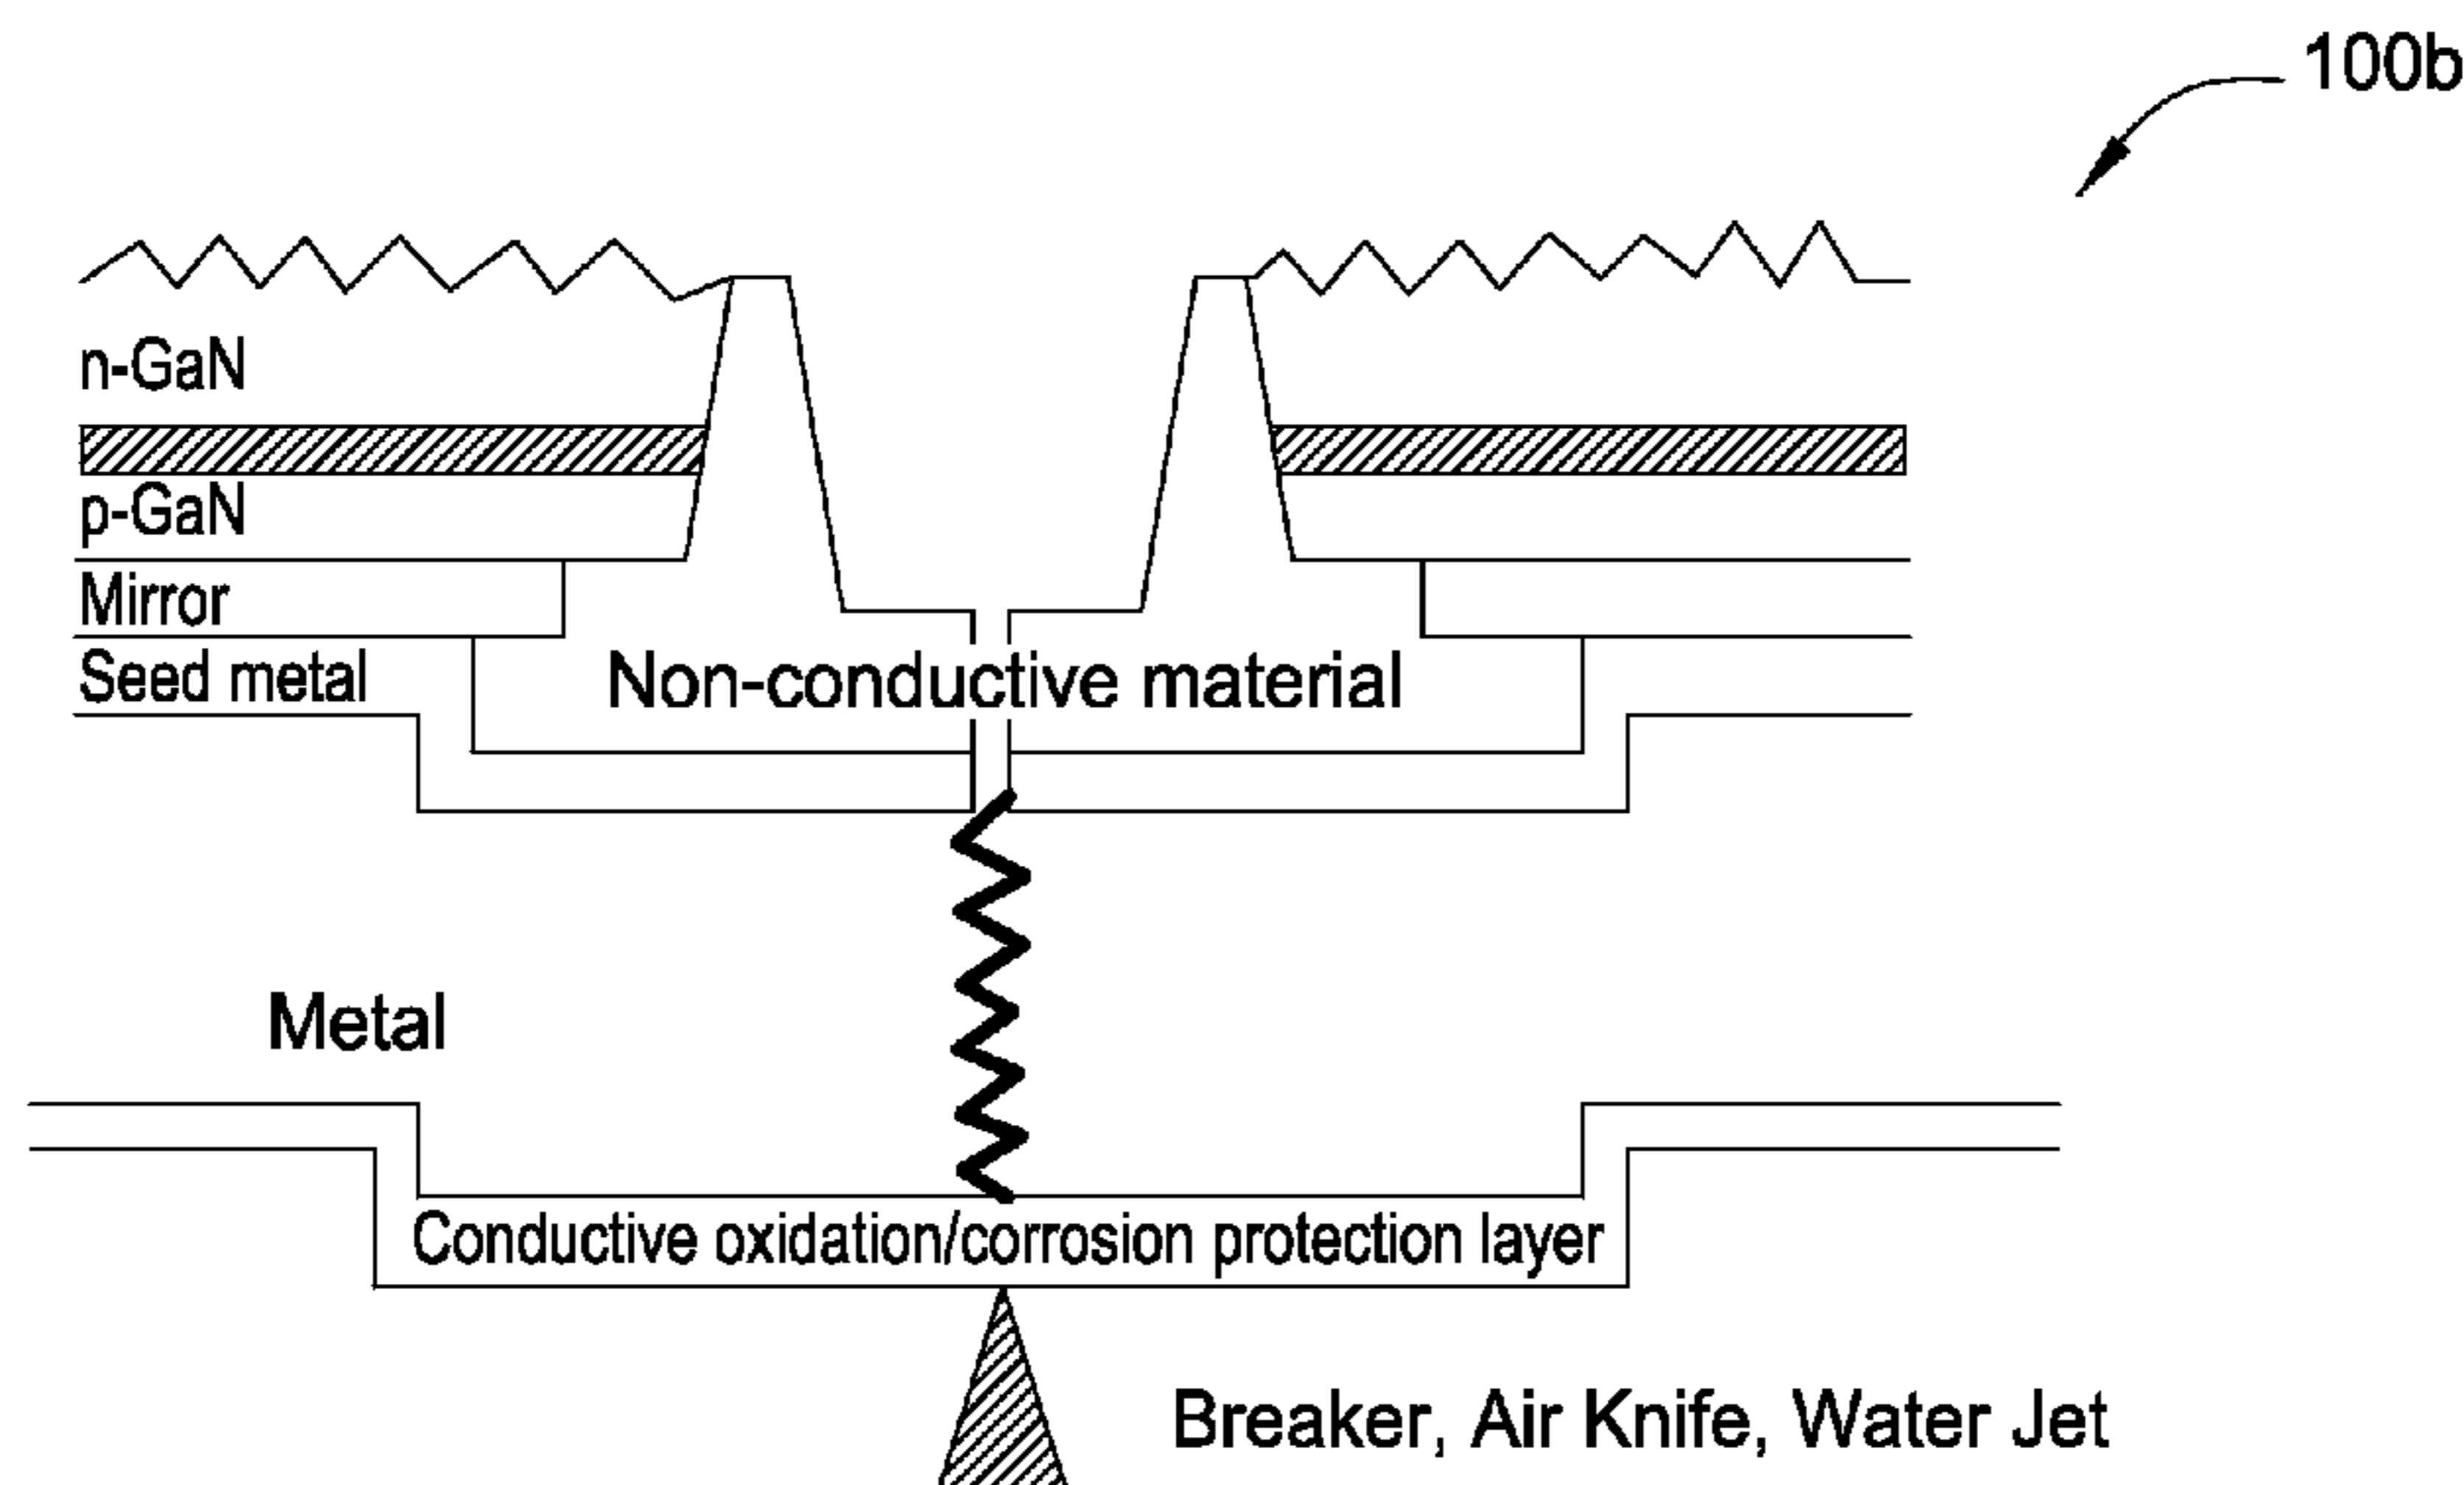 100b
n-GaN
p-GaN
Mirror
Seed metal
Non-conductive material
Metal
Conductive oxidation/corrosion protection layer
Breaker, Air Knife, Water Jet